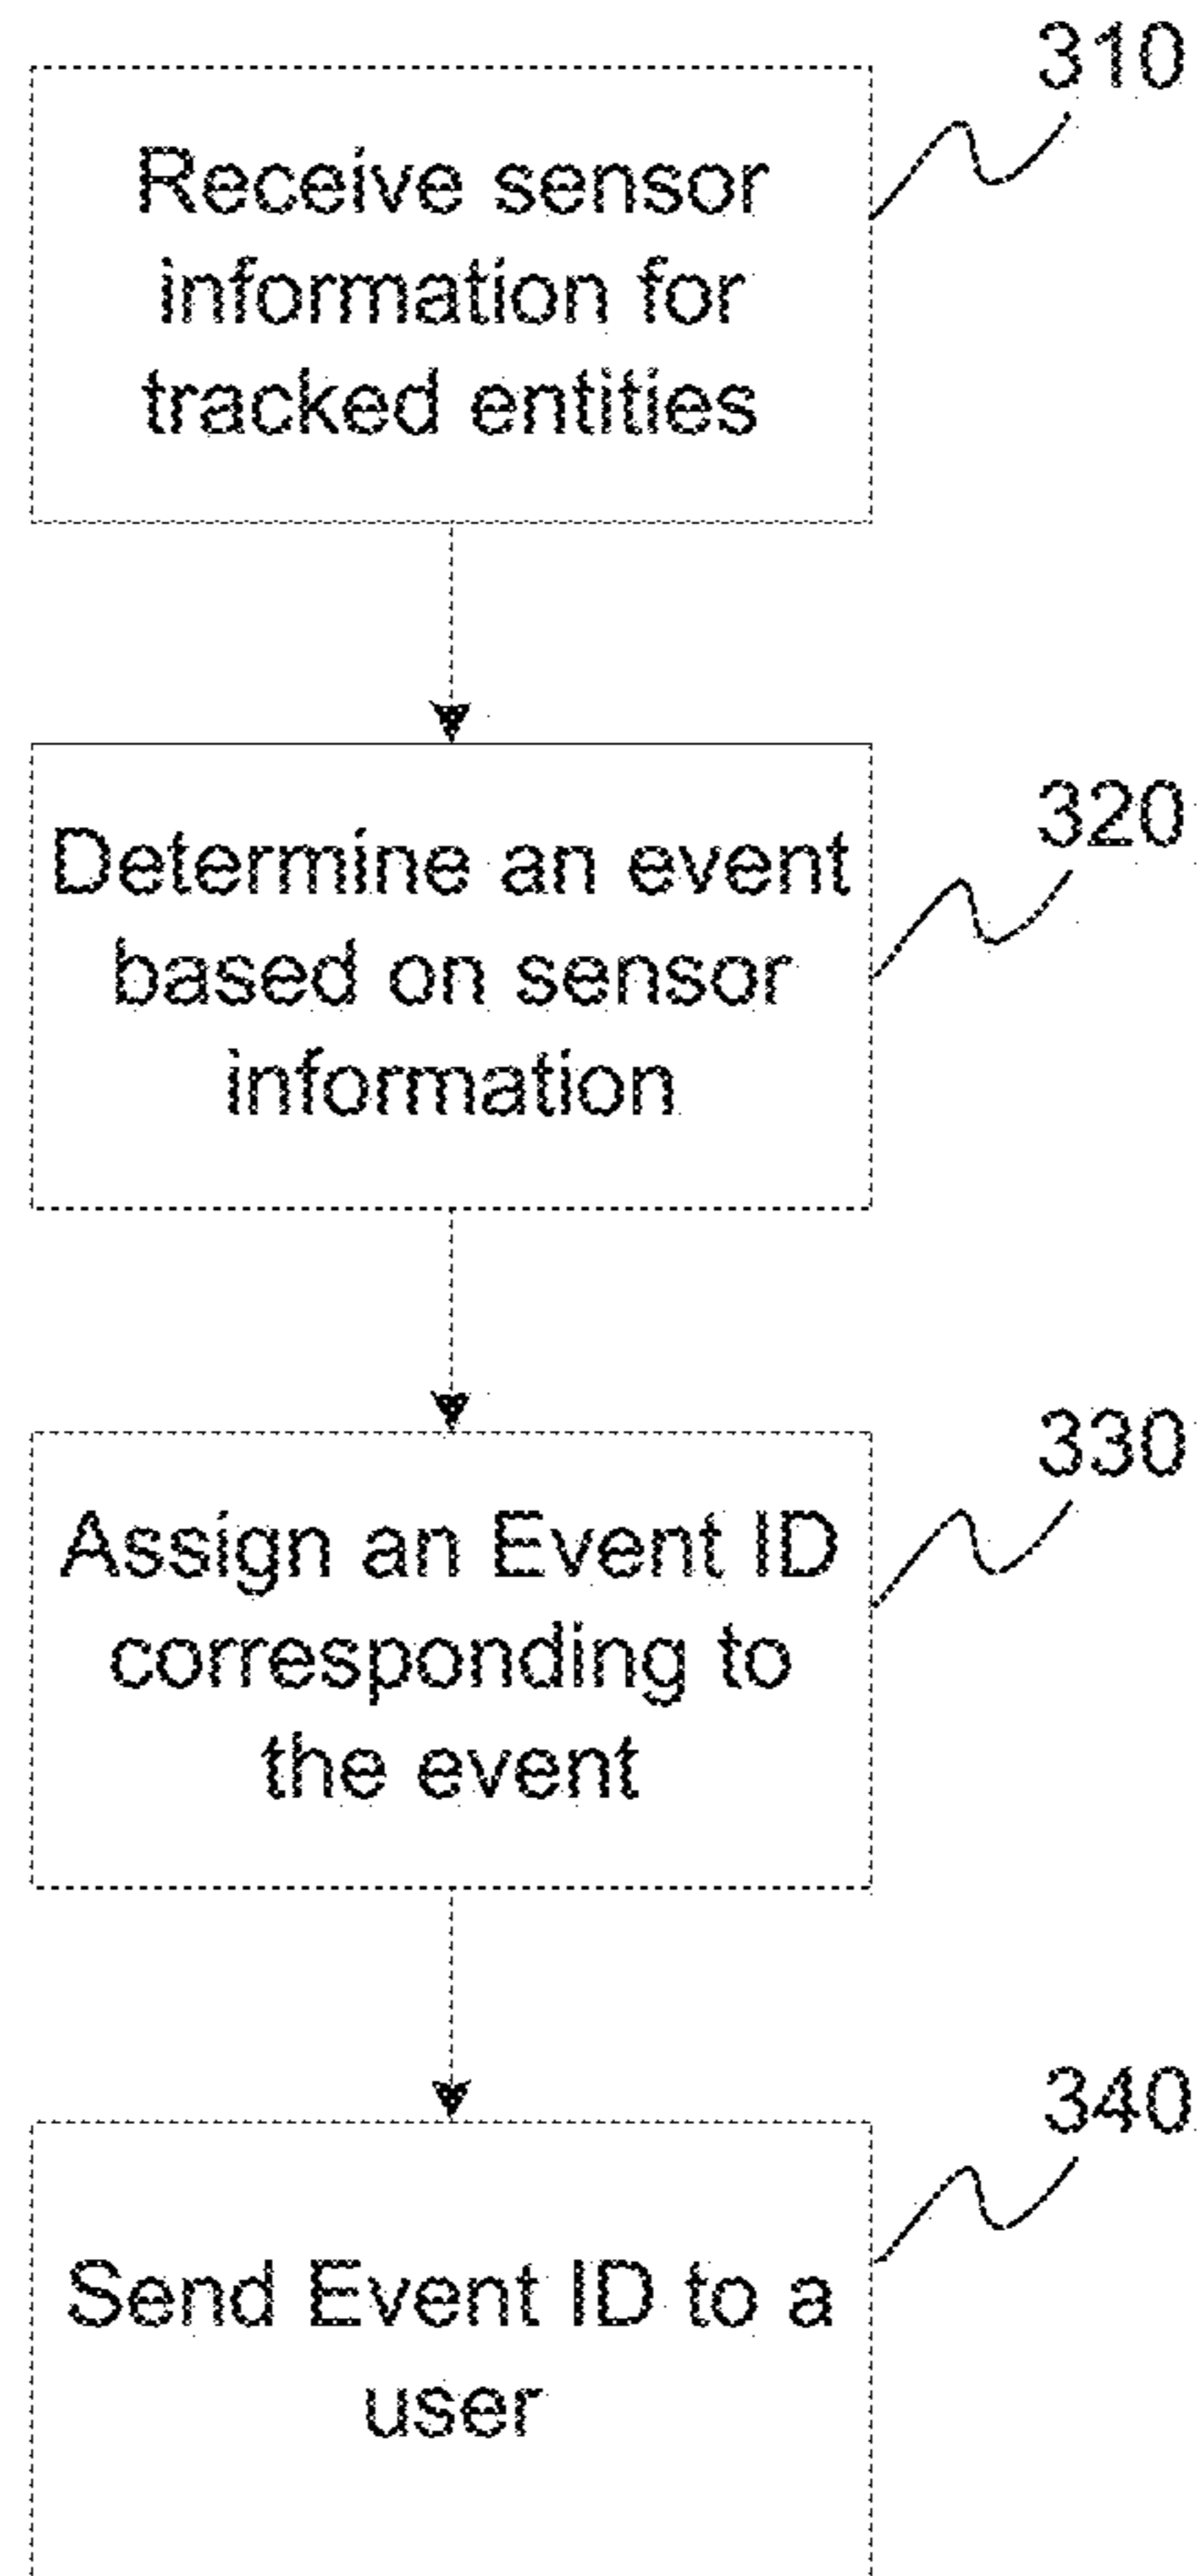 310
Receive sensor
information for
tracked entities
320
Determine an event
based on sensor
information
330
Assign an Event ID
corresponding to
the event
340
Send Event ID to a
user